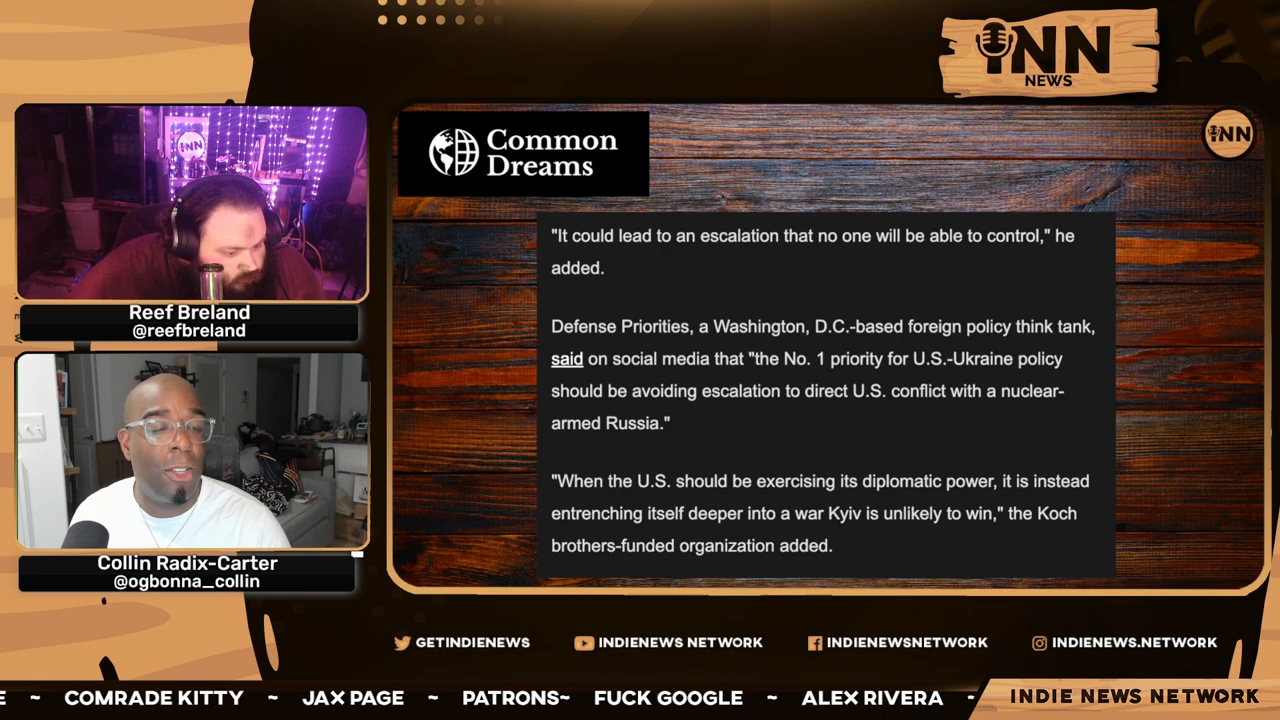 INN
NEWS
INN
Common
Dreams
INN
"It could lead to an escalation that no one will be able to control," he
added.
Defense Priorities, a Washington, D.C.-based foreign policy think tank,
said on social media that "the No. 1 priority for U.S.-Ukraine policy
should be avoiding escalation to direct U.S. conflict with a nuclear-
armed Russia."
"When the U.S. should be exercising its diplomatic power, it is instead
entrenching itself deeper into a war Kyiv is unlikely to win," the Koch
brothers-funded organization added.
Reef Breland
@reefbreland
Collin Radix-Carter
@ogbonna_collin
GETINDIENEWS
INDIENEWS NETWORK
INDIENEWSNETWORK
INDIENEWS.NETWORK
E ~ COMRADE KITTY ~ JAX PAGE ~ PATRONS~ FUCK GOOGLE ~ ALEX RIVERA -
INDIE NEWS NETWORK